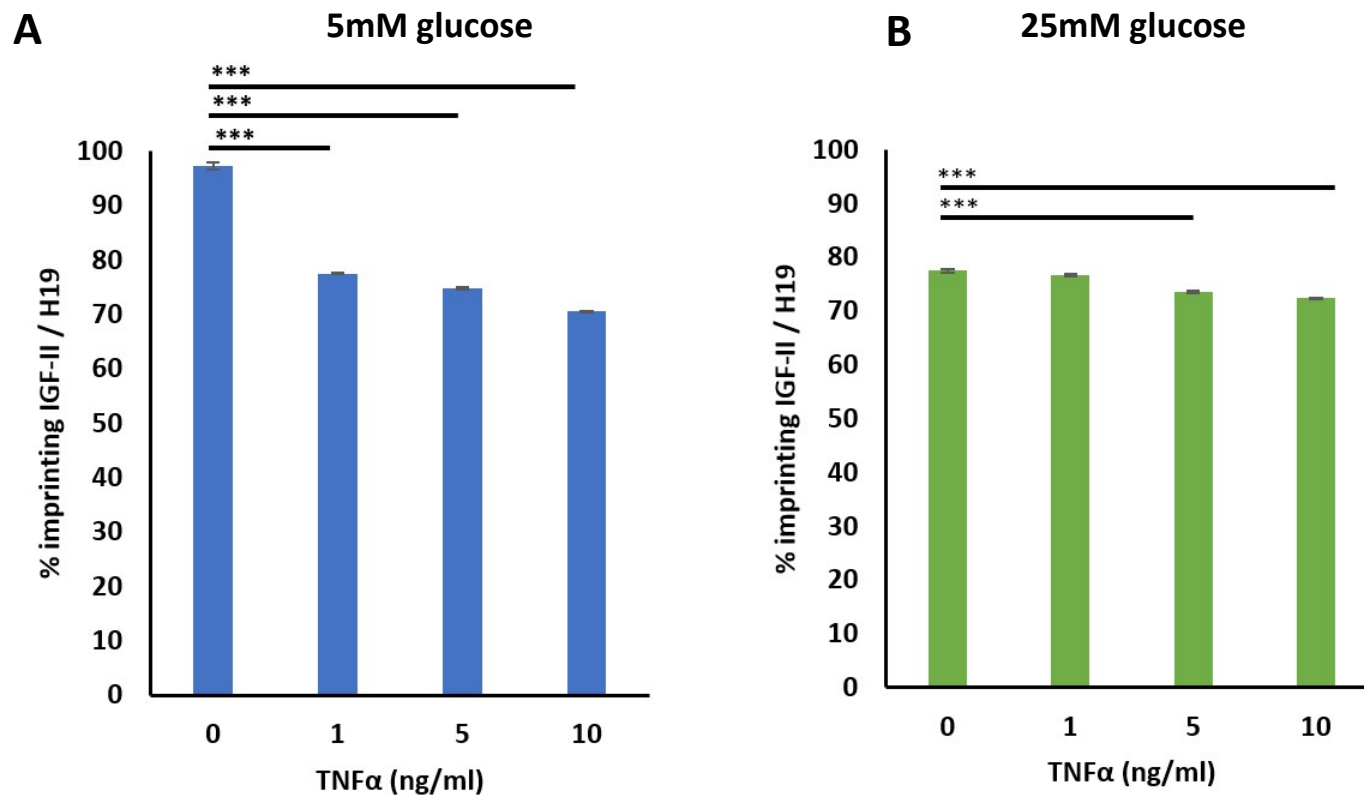 A
5mM glucose
***
***
***
100
90
80
70
60
50
40
30
20
10
0
% imprinting IGF-II / H19
0 1 5 10
TNFα (ng/ml)
B
25mM glucose
***
***
100
90
80
70
60
50
40
30
20
10
0
% imprinting IGF-II / H19
0 1 5 10
TNFα (ng/ml)